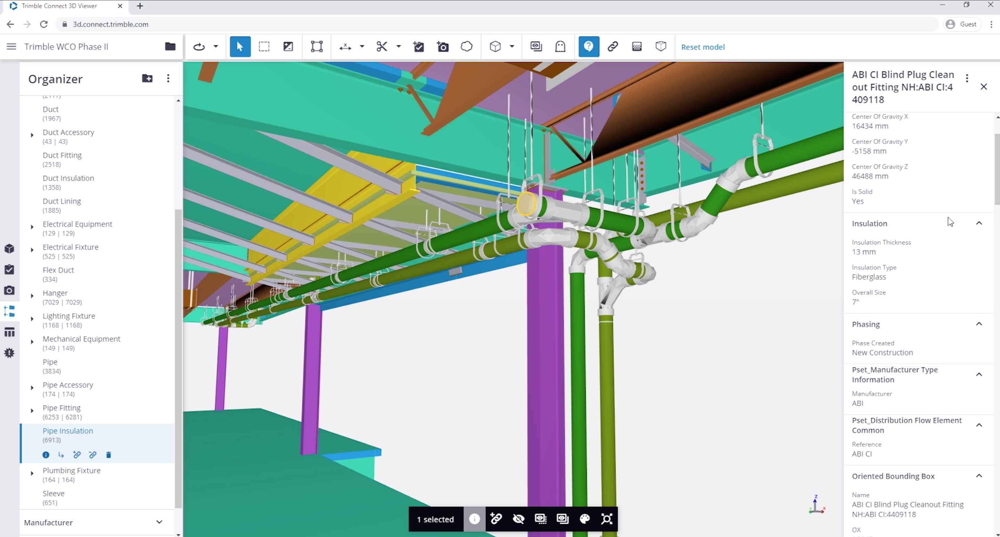 Trimble Connect 3D Viewer
3d.connect.trimble.com
Guest
Trimble WCO Phase II
Reset model
Organizer
(2117)
Duct
(1967)
Duct Accessory
(43 | 43)
Duct Fitting
(2518)
Duct Insulation
(1358)
Duct Lining
(1885)
Electrical Equipment
(129 | 129)
Electrical Fixture
(525 | 525)
Flex Duct
(334)
Hanger
(7029 | 7029)
Lighting Fixture
(1168 | 1168)
Mechanical Equipment
(149 | 149)
Pipe
(3834)
Pipe Accessory
(174 | 174)
Pipe Fitting
(6253 | 6281)
Pipe Insulation
(6913)
Plumbing Fixture
(164 | 164)
Sleeve
(651)
Manufacturer
1 selected
Z
X
Y
ABI CI Blind Plug Clean
out Fitting NH:ABI CI:4
409118
Center Of Gravity X
16434 mm
Center Of Gravity Y
-5158 mm
Center Of Gravity Z
46488 mm
Is Solid
Yes
Insulation
Insulation Thickness
13 mm
Insulation Type
Fiberglass
Overall Size
7"
Phasing
Phase Created
New Construction
Pset_Manufacturer Type
Information
Manufacturer
ABI
Pset_Distribution Flow Element
Common
Reference
ABI CI
Oriented Bounding Box
Name
ABI CI Blind Plug Cleanout Fitting
NH:ABI CI:4409118
OX